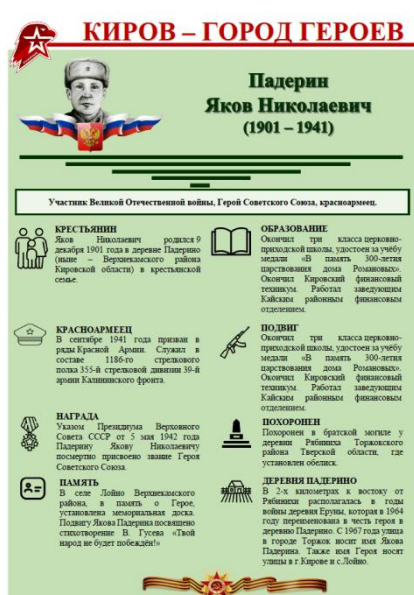 КИРОВ – ГОРОД ГЕРОЕВ
Падерин
Яков Николаевич
(1901 – 1941)
Участник Великой Отечественной войны, Герой Советского Союза, красноармеец.
КРЕСТЬЯНИН
Яков Николаевич родился 9
декабря 1901 года в деревне Падерино
(ныне – Верхнекамского района
Кировской области) в крестьянской
семье.
ОБРАЗОВАНИЕ
Окончил три класса церковно-
приходской школы, удостоен за учёбу
медали «В память 300-летия
царствования дома Романовых».
Окончил Кировский финансовый
техникум. Работал заведующим
Кайским районным финансовым
отделением.
КРАСНОАРМЕЕЦ
В сентябре 1941 года призван в
ряды Красной Армии. Служил в
составе 1186-го стрелкового
полка 355-й стрелковой дивизии 39-й
армии Калининского фронта.
ПОДВИГ
Окончил три класса церковно-
приходской школы, удостоен за учёбу
медали «В память 300-летия
царствования дома Романовых».
Окончил Кировский финансовый
техникум. Работал заведующим
Кайским районным финансовым
отделением.
НАГРАДА
Указом Президиума Верховного
Совета СССР от 5 мая 1942 года
Падерину Якову Николаевичу
посмертно присвоено звание Героя
Советского Союза.
ПОХОРОНЕН
Похоронен в братской могиле у
деревни Рябиниха Торжовского
района Тверской области, где
установлен обелиск.
ПАМЯТЬ
В селе Лойно Верхнекамского
района, в память о Герое,
установлена мемориальная доска.
Подвигу Якова Падерина посвящено
стихотворение В. Гусева «Твой
народ не будет побеждён!»
ДЕРЕВНЯ ПАДЕРИНО
В 2-х километрах к востоку от
Рябинихи располагалась в годы
войны деревня Еруны, которая в 1964
году переименована в честь героя в
деревню Падерино. С 1967 года улица
в городе Торжок носит имя Якова
Падерина. Также имя Героя носят
улицы в г.Кирове и с.Лойно.